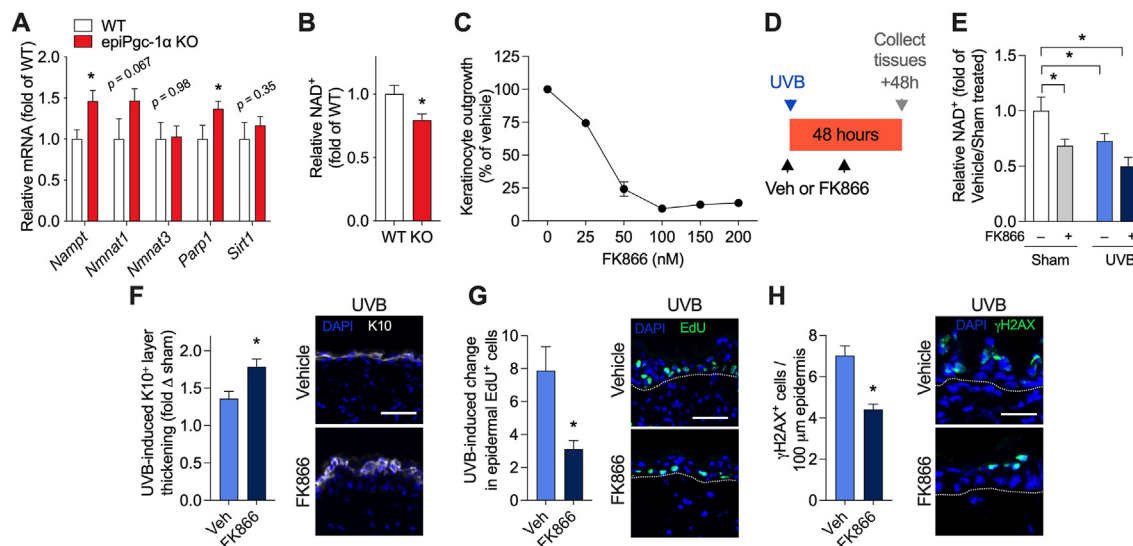 A
WT
epiPgc-1α KO
Relative mRNA (fold of WT)
2.0
1.5
1.0
0.5
0.0
*
p = 0.067
p = 0.98
*
p = 0.35
Nampt
Nmnat1
Nmnat3
Parp1
Sirt1
B
Relative NAD+
(fold of WT)
1.5
1.0
0.5
0.0
*
WT KO
C
Keratinocyte outgrowth
(% of vehicle)
125
100
75
50
25
0
0 25 50 100 150 200
FK866 (nM)
D
Collect
tissues
+48h
UVB
48 hours
Veh or FK866
E
Relative NAD+ (fold of
Vehicle/Sham treated)
1.5
1.0
0.5
0.0
*
*
*
FK866 – + – +
Sham UVB
F
UVB-induced K10+ layer
thickening (fold Δ sham)
2.0
1.5
1.0
0.5
0.0
*
Veh
FK866
UVB
DAPI K10
Vehicle
FK866
G
UVB-induced change
in epidermal EdU+ cells
10
8
6
4
2
0
*
Veh
FK866
UVB
DAPI EdU
Vehicle
FK866
H
γH2AX+ cells /
100 μm epidermis
8
6
4
2
0
*
Veh
FK866
UVB
DAPI γH2AX
Vehicle
FK866